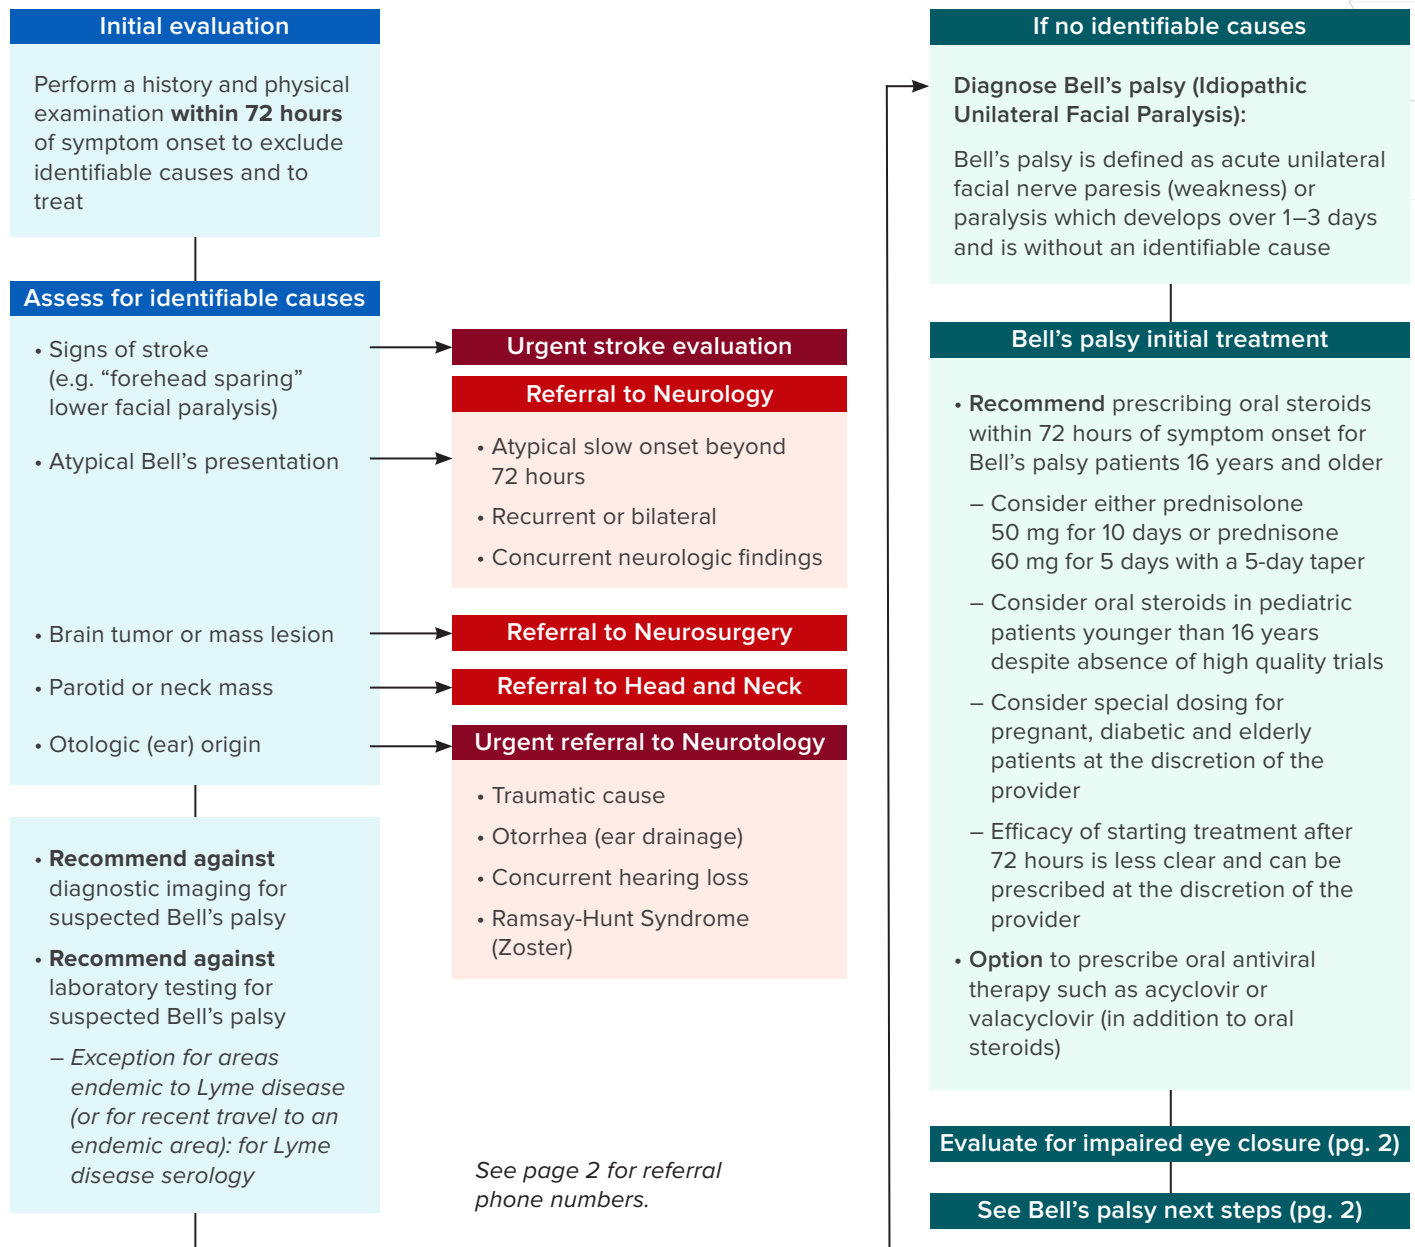 Initial evaluation
Perform a history and physical
examination within 72 hours
of symptom onset to exclude
identifiable causes and to
treat
Assess for identifiable causes
• Signs of stroke
(e.g. “forehead sparing”
lower facial paralysis)
• Atypical Bell’s presentation
• Brain tumor or mass lesion
• Parotid or neck mass
• Otologic (ear) origin
• Recommend against
diagnostic imaging for
suspected Bell’s palsy
• Recommend against
laboratory testing for
suspected Bell’s palsy
– Exception for areas
endemic to Lyme disease
(or for recent travel to an
endemic area): for Lyme
disease serology
Urgent stroke evaluation
Referral to Neurology
• Atypical slow onset beyond
72 hours
• Recurrent or bilateral
• Concurrent neurologic findings
Referral to Neurosurgery
Referral to Head and Neck
Urgent referral to Neurotology
• Traumatic cause
• Otorrhea (ear drainage)
• Concurrent hearing loss
• Ramsay-Hunt Syndrome
(Zoster)
See page 2 for referral
phone numbers.
If no identifiable causes
Diagnose Bell’s palsy (Idiopathic
Unilateral Facial Paralysis):
Bell’s palsy is defined as acute unilateral
facial nerve paresis (weakness) or
paralysis which develops over 1–3 days
and is without an identifiable cause
Bell’s palsy initial treatment
• Recommend prescribing oral steroids
within 72 hours of symptom onset for
Bell’s palsy patients 16 years and older
– Consider either prednisolone
50 mg for 10 days or prednisone
60 mg for 5 days with a 5-day taper
– Consider oral steroids in pediatric
patients younger than 16 years
despite absence of high quality trials
– Consider special dosing for
pregnant, diabetic and elderly
patients at the discretion of the
provider
– Efficacy of starting treatment after
72 hours is less clear and can be
prescribed at the discretion of the
provider
• Option to prescribe oral antiviral
therapy such as acyclovir or
valacyclovir (in addition to oral
steroids)
Evaluate for impaired eye closure (pg. 2)
See Bell’s palsy next steps (pg. 2)